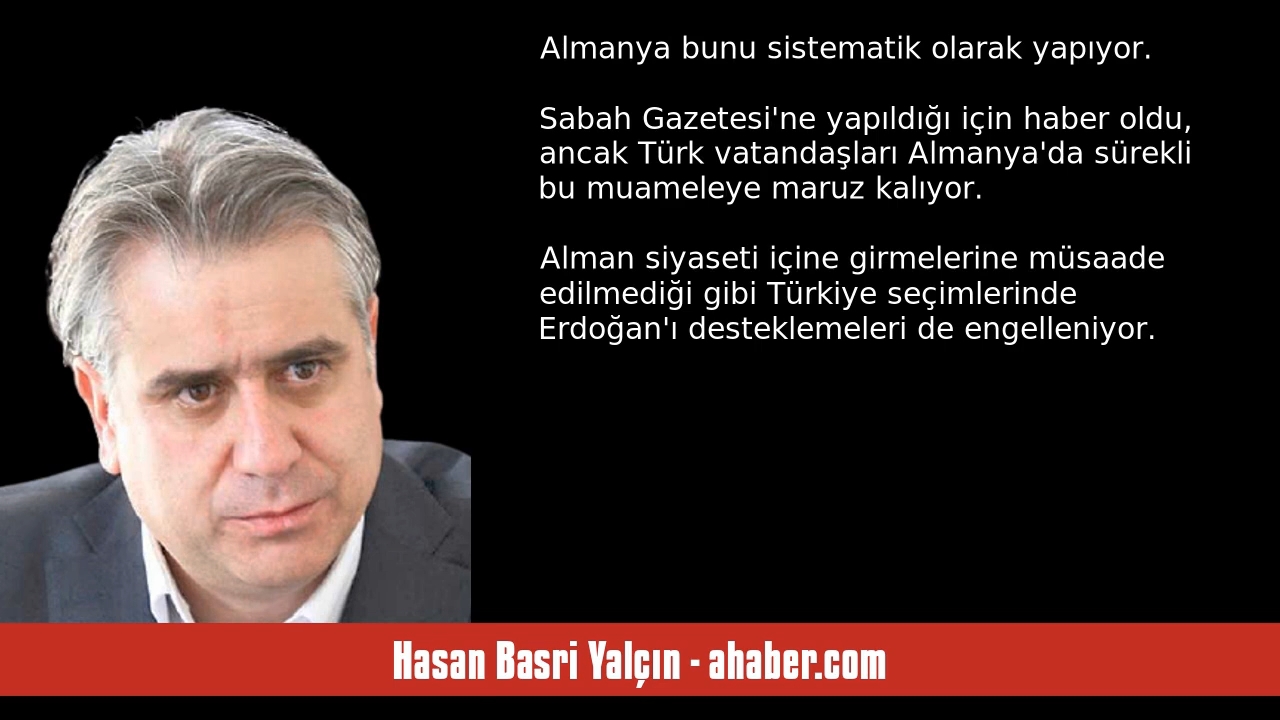 Almanya bunu sistematik olarak yapıyor.
Sabah Gazetesi'ne yapıldığı için haber oldu,
ancak Türk vatandaşları Almanya'da sürekli
bu muameleye maruz kalıyor.
Alman siyaseti içine girmelerine müsaade
edilmediği gibi Türkiye seçimlerinde
Erdoğan'ı desteklemeleri de engelleniyor.
Hasan Basri Yalçın - ahaber.com